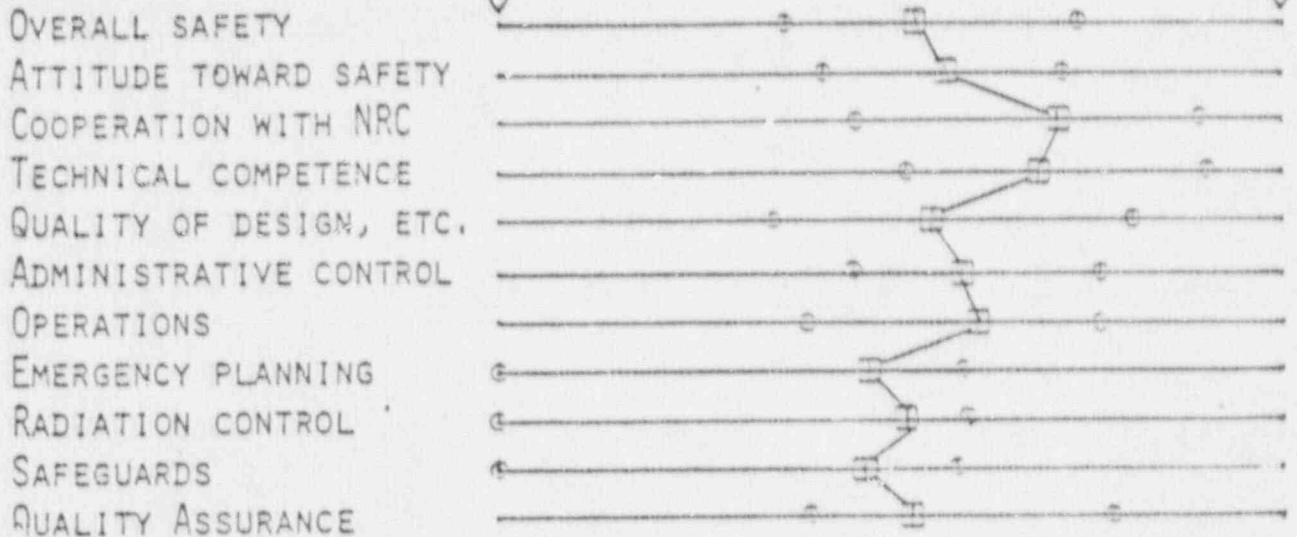 OVERALL SAFETY
ATTITUDE TOWARD SAFETY
COOPERATION WITH NRC
TECHNICAL COMPETENCE
QUALITY OF DESIGN, ETC.
ADMINISTRATIVE CONTROL
OPERATIONS
EMERGENCY PLANNING
RADIATION CONTROL
SAFEGUARDS
QUALITY ASSURANCE